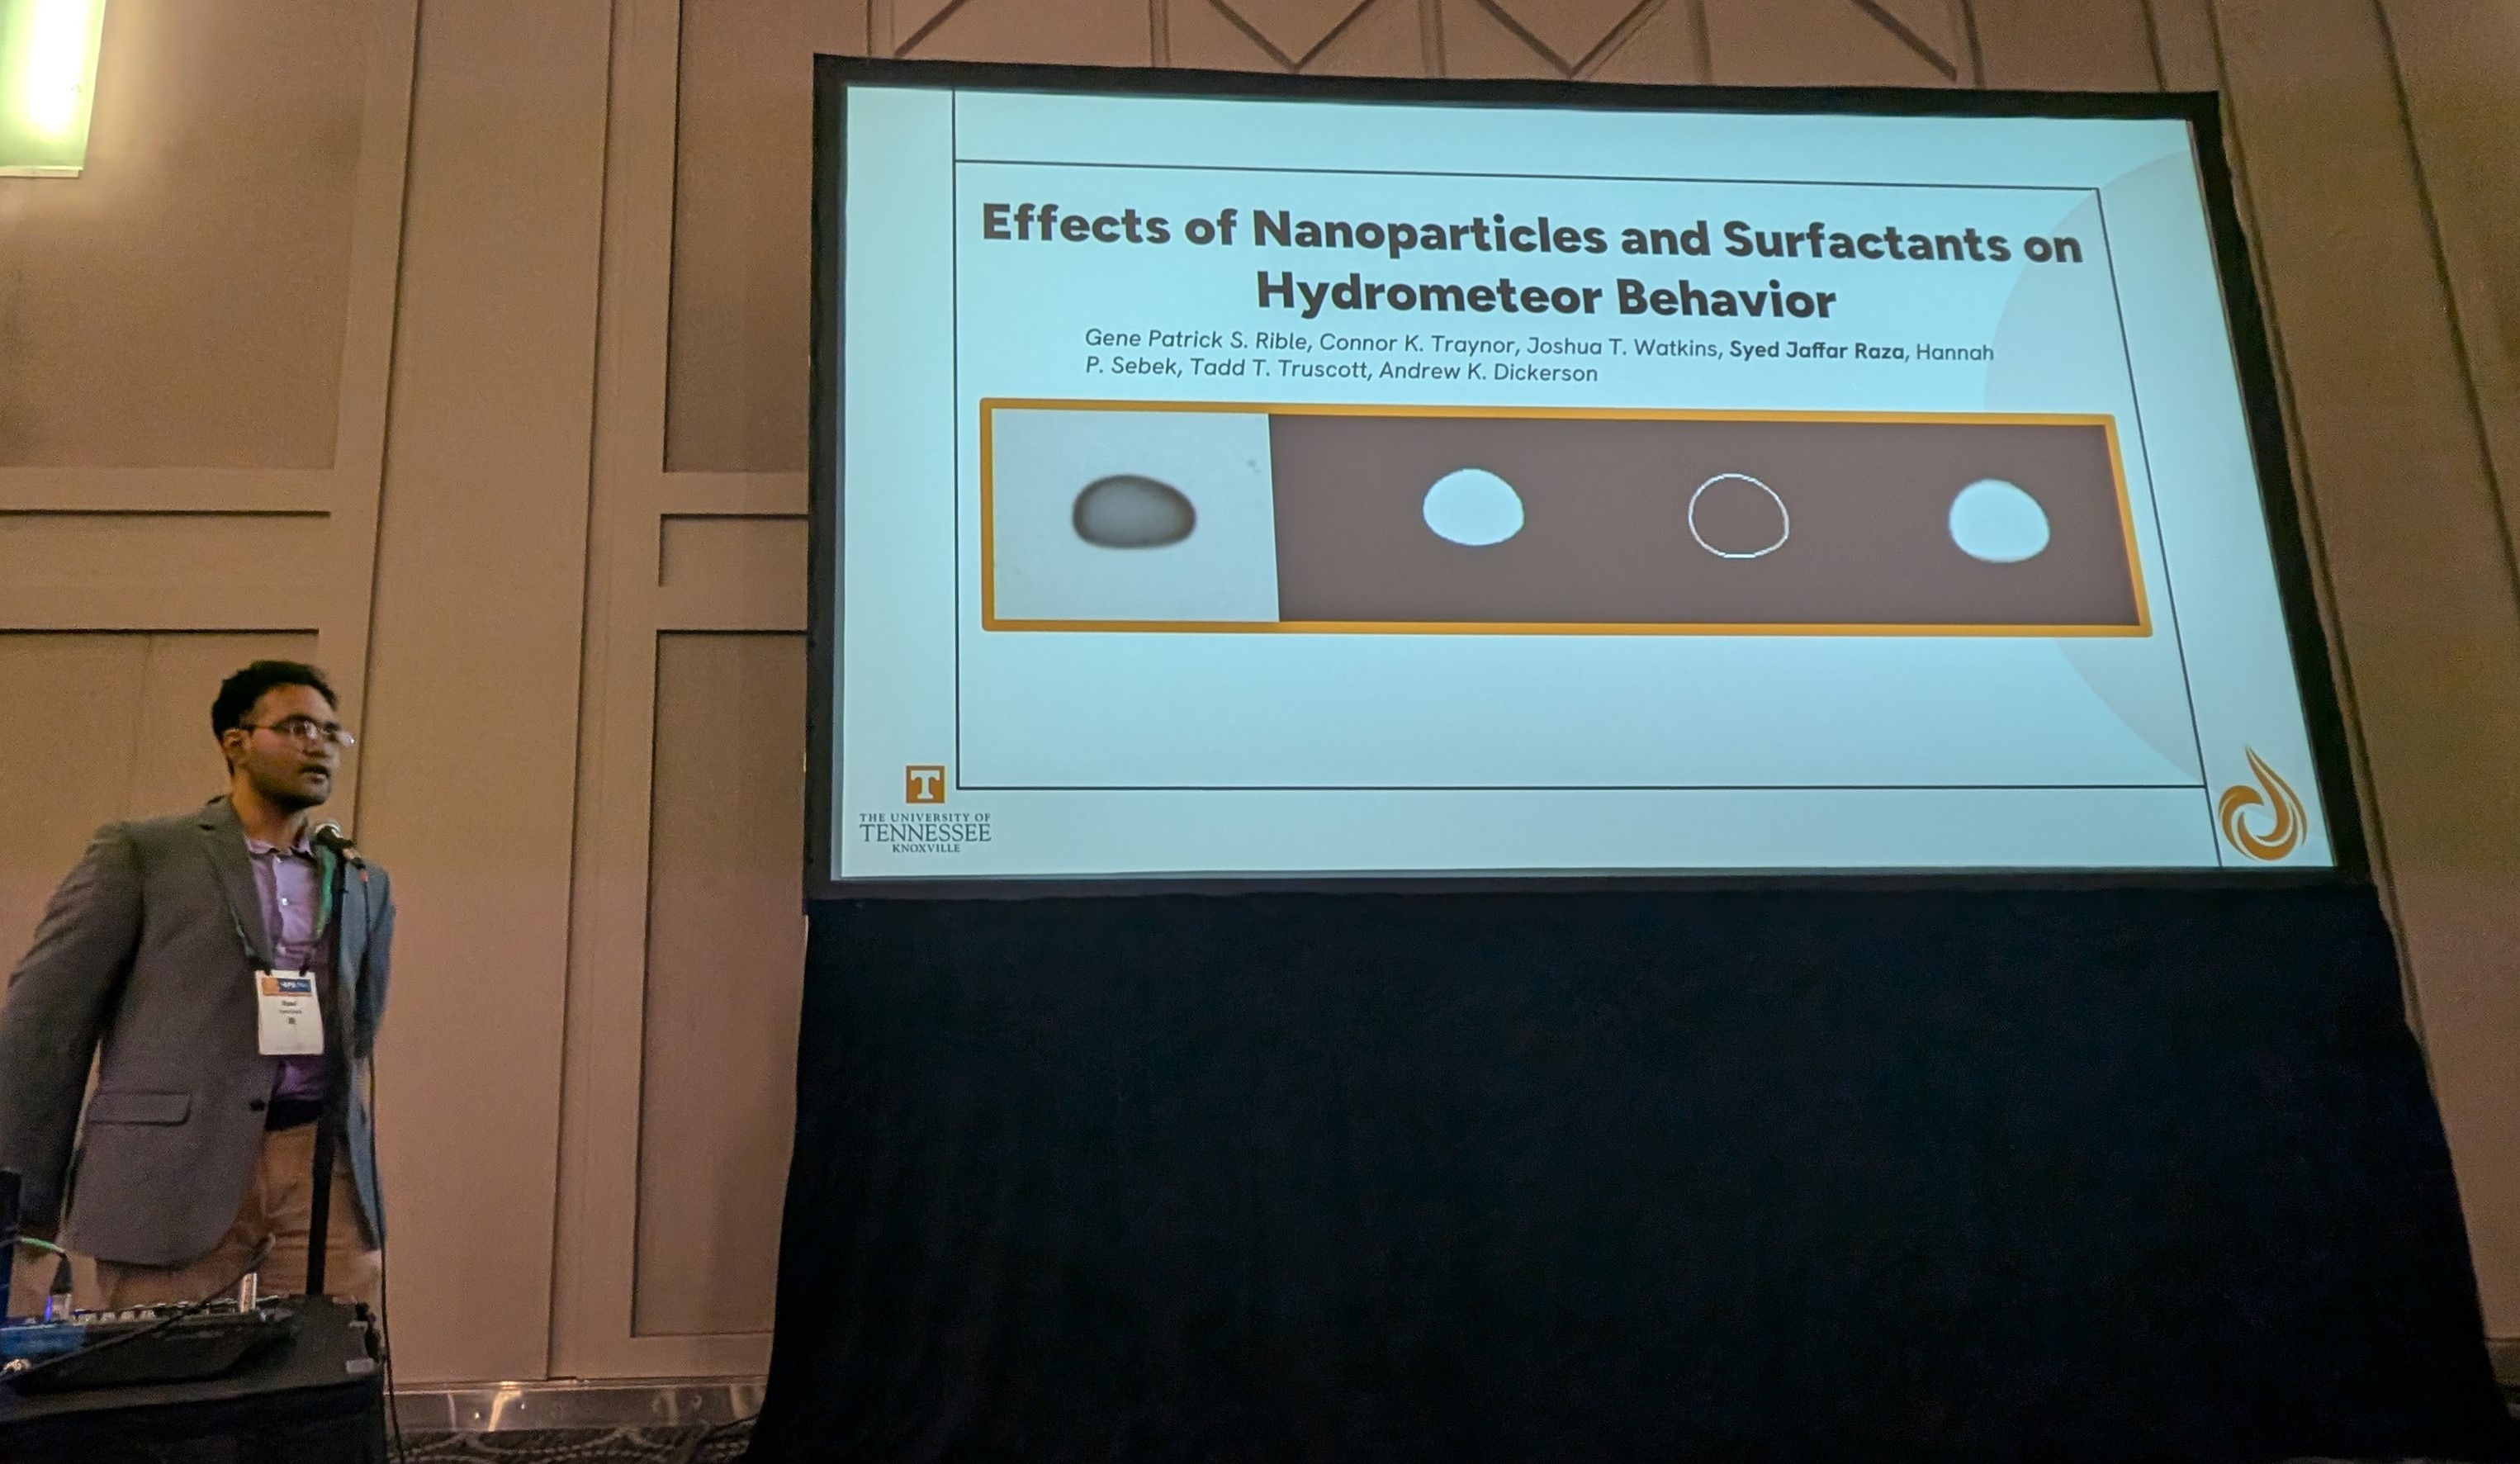 Effects of Nanoparticles and Surfactants on
Hydrometeor Behavior
Gene Patrick S. Rible, Connor K. Traynor, Joshua T. Watkins, Syed Jaffar Raza, Hannah
P. Sebek, Tadd T. Truscott, Andrew K. Dickerson
T
THE UNIVERSITY OF
TENNESSEE
KNOXVILLE